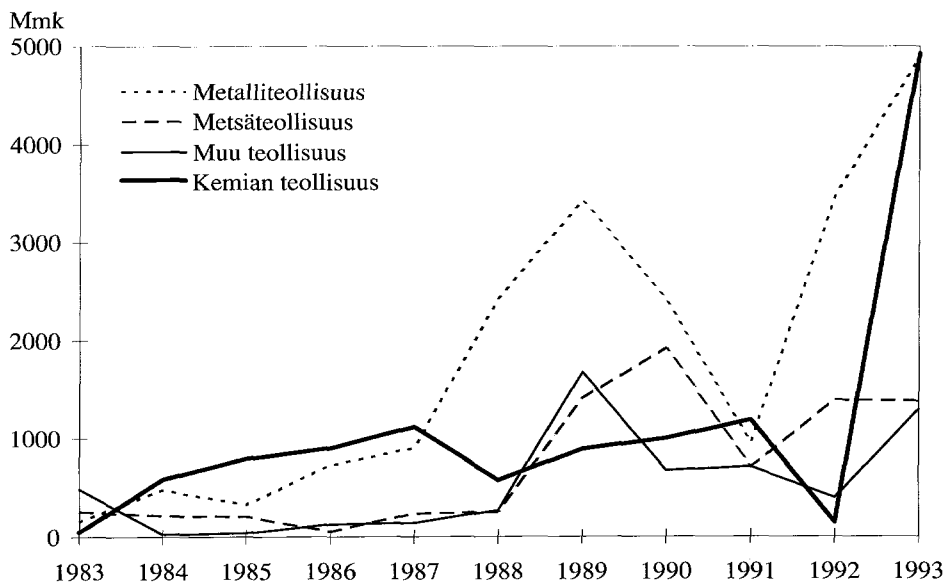 Mmk
5000
Metalliteollisuus
Metsäteollisuus
Muu teollisuus
Kemian teollisuus
4000
3000
2000
1000
0
1983 1984 1985 1986 1987 1988 1989 1990 1991 1992 1993